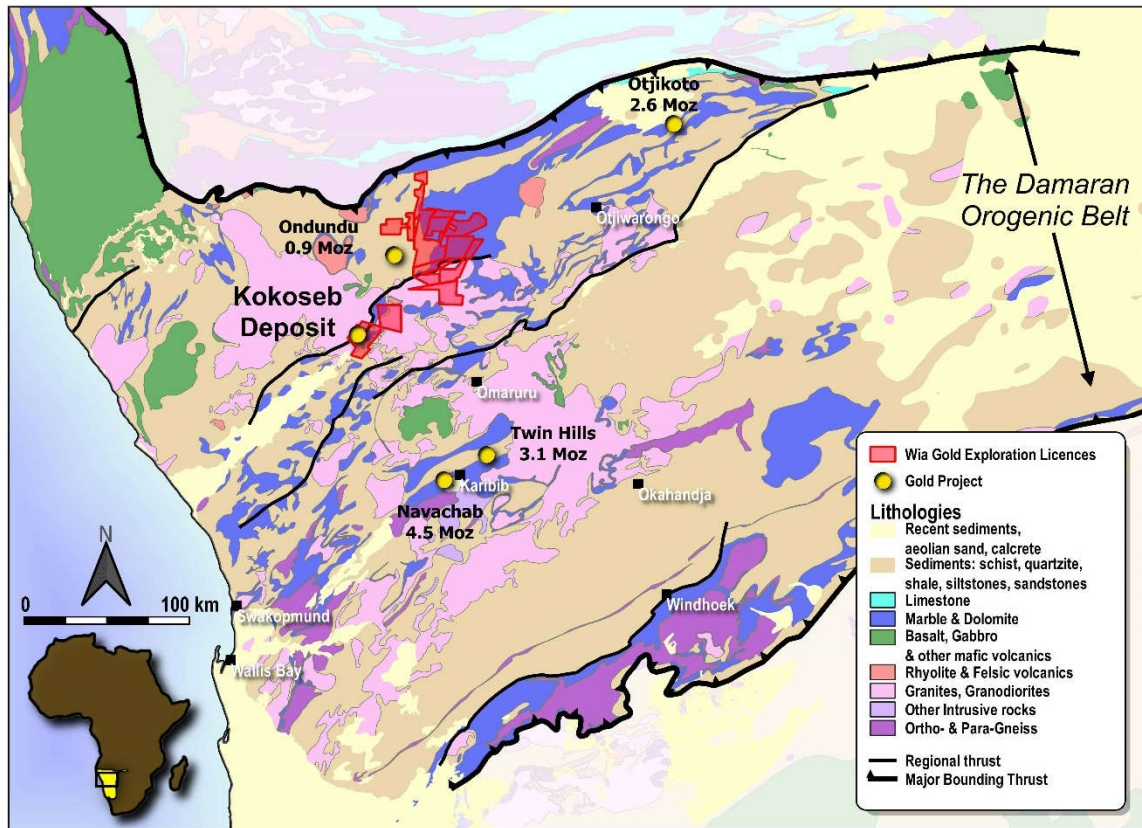 Otjikoto
2.6 Moz
The Damaran
Orogenic Belt
Otjiwarongo
Ondundu
0.9 Moz
Kokoseb
Deposit
Omaruru
Twin Hills
3.1 Moz
Karibib
Okahandja
Navachab
4.5 Moz
Windhoek
Swakopmund
Wallis Bay
N
0 100 km
Wia Gold Exploration Licences
Gold Project
Lithologies
Recent sediments,
aeolian sand, calcrete
Sediments: schist, quartzite,
shale, siltstones, sandstones
Limestone
Marble & Dolomite
Basalt, Gabbro
& other mafic volcanics
Rhyolite & Felsic volcanics
Granites, Granodiorites
Other Intrusive rocks
Ortho- & Para-Gneiss
Regional thrust
Major Bounding Thrust